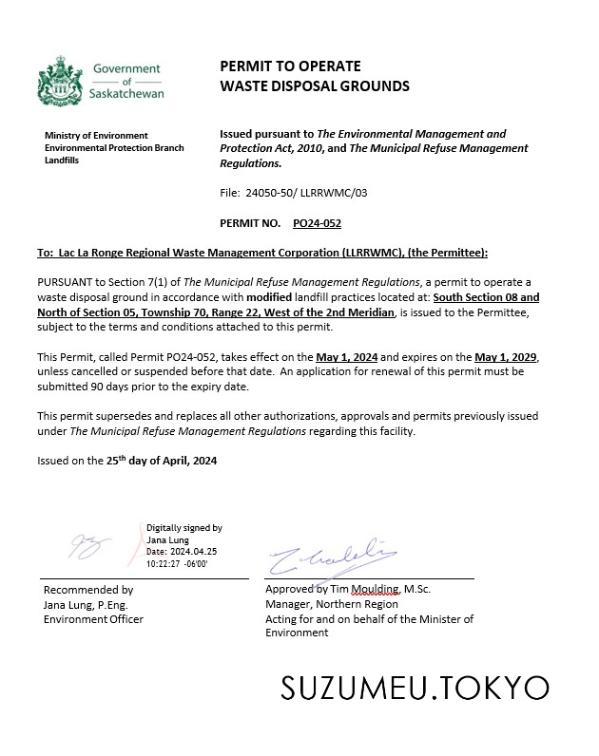 Government
of
Saskatchewan
PERMIT TO OPERATE
WASTE DISPOSAL GROUNDS
Ministry of Environment
Environmental Protection Branch
Landfills
Issued pursuant to The Environmental Management and
Protection Act, 2010, and The Municipal Refuse Management
Regulations.
File: 24050-50/ LLRRWMC/03
PERMIT NO. PO24-052
To: Lac La Ronge Regional Waste Management Corporation (LLRRWMC), (the Permittee):
PURSUANT to Section 7(1) of The Municipal Refuse Management Regulations, a permit to operate a
waste disposal ground in accordance with modified landfill practices located at: South Section 08 and
North of Section 05, Township 70, Range 22, West of the 2nd Meridian, is issued to the Permittee,
subject to the terms and conditions attached to this permit.
This Permit, called Permit PO24-052, takes effect on the May 1, 2024 and expires on the May 1, 2029,
unless cancelled or suspended before that date. An application for renewal of this permit must be
submitted 90 days prior to the expiry date.
This permit supersedes and replaces all other authorizations, approvals and permits previously issued
under The Municipal Refuse Management Regulations regarding this facility.
Issued on the 25th day of April, 2024
Digitally signed by
Jana Lung
Date: 2024.04.25
10:22:27 -06'00'
Recommended by
Jana Lung, P.Eng.
Environment Officer
Approved by Tim Moulding, M.Sc.
Manager, Northern Region
Acting for and on behalf of the Minister of
Environment
SUZUMEU.TOKYO